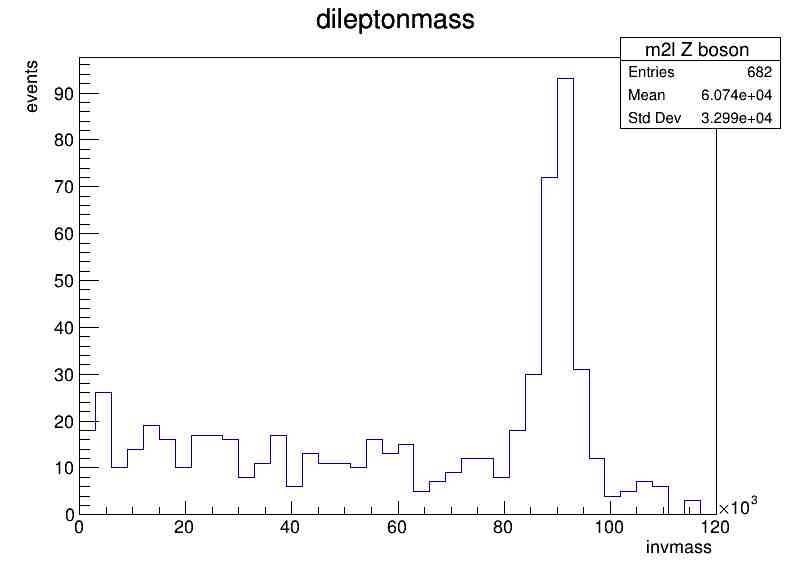 dileptonmass
m2l Z boson
Entries 682
Mean 6.074e+04
Std Dev 3.299e+04
events
90
80
70
60
50
40
30
20
10
0
0 20 40 60 80 100 120
×10³
invmass